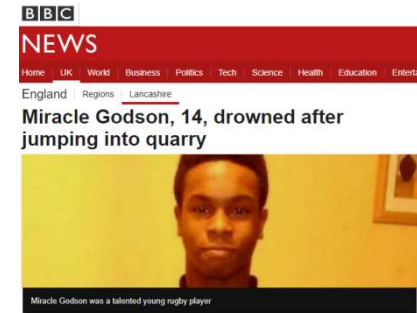 BBC
NEWS
Home UK World Business Politics Tech Science Health Education Enterta
England Regions Lancashire
Miracle Godson, 14, drowned after
jumping into quarry
Miracle Godson was a talented young rugby player